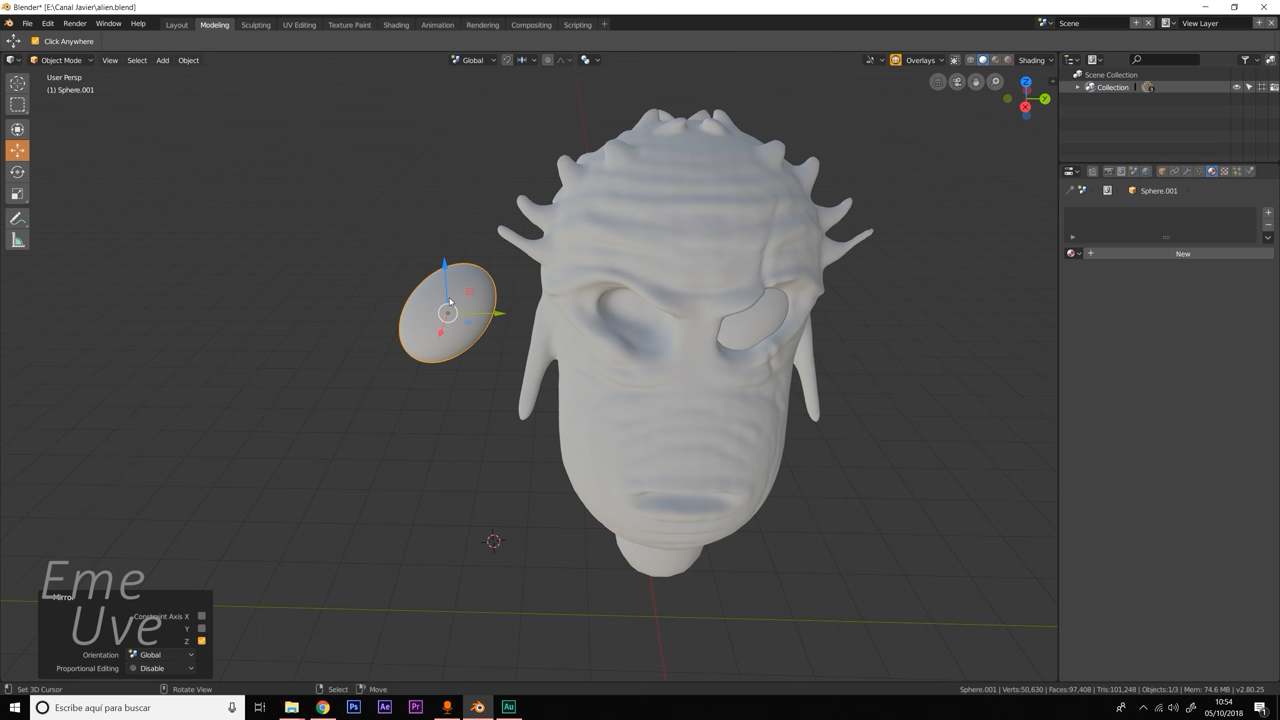 Blender* [E:\Canal Javier\alien.blend]
File Edit Render Window Help Layout Modeling Sculpting UV Editing Texture Paint Shading Animation Rendering Compositing Scripting + Scene View Layer
Click Anywhere
Object Mode View Select Add Object Global Overlays Shading
User Persp
(1) Sphere.001
Z
Y
X
Scene Collection
Collection
Sphere.001
New
Eme
Uve
Mirror
Constraint Axis X
Y
Z
Orientation Global
Proportional Editing Disable
Set 3D Cursor Rotate View Select Move Sphere.001 | Verts:50,630 | Faces:97,408 | Tris:101,248 | Objects:1/3 | Mem: 74.6 MB | v2.80.25
Escribe aquí para buscar
Ps Ae Pr Au
10:54
05/10/2018